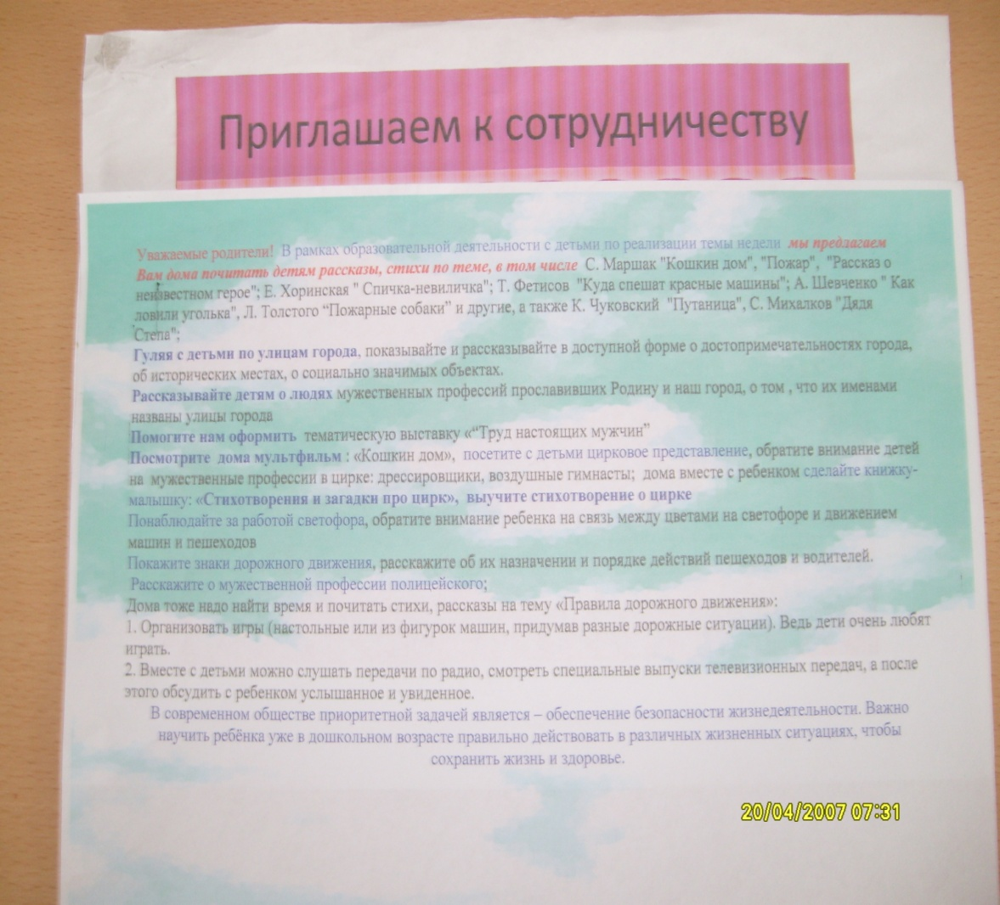 Приглашаем к сотрудничеству
Уважаемые родители! В рамках образовательной деятельности с детьми по реализации темы недели мы предлагаем
Вам дома почитать детям рассказы, стихи по теме, в том числе С. Маршак "Кошкин дом", "Пожар", "Рассказ о
неизвестном герое"; Е. Хоринская " Спичка-невиличка"; Т. Фетисов "Куда спешат красные машины"; А. Шевченко " Как
ловили уголька", Л. Толстого “Пожарные собаки” и другие, а также К. Чуковский "Путаница", С. Михалков "Дядя
Степа";
Гуляя с детьми по улицам города, показывайте и рассказывайте в доступной форме о достопримечательностях города,
об исторических местах, о социально значимых объектах.
Рассказывайте детям о людях мужественных профессий прославивших Родину и наш город, о том , что их именами
названы улицы города
Помогите нам оформить тематическую выставку «“Труд настоящих мужчин”
Посмотрите дома мультфильм : «Кошкин дом», посетите с детьми цирковое представление, обратите внимание детей
на мужественные профессии в цирке: дрессировщики, воздушные гимнасты; дома вместе с ребенком сделайте книжку-
малышку: «Стихотворения и загадки про цирк», выучите стихотворение о цирке
Понаблюдайте за работой светофора, обратите внимание ребенка на связь между цветами на светофоре и движением
машин и пешеходов
Покажите знаки дорожного движения, расскажите об их назначении и порядке действий пешеходов и водителей.
Расскажите о мужественной профессии полицейского;
Дома тоже надо найти время и почитать стихи, рассказы на тему «Правила дорожного движения»:
1. Организовать игры (настольные или из фигурок машин, придумав разные дорожные ситуации). Ведь дети очень любят
играть.
2. Вместе с детьми можно слушать передачи по радио, смотреть специальные выпуски телевизионных передач, а после
этого обсудить с ребенком услышанное и увиденное.
В современном обществе приоритетной задачей является – обеспечение безопасности жизнедеятельности. Важно
научить ребёнка уже в дошкольном возрасте правильно действовать в различных жизненных ситуациях, чтобы
сохранить жизнь и здоровье.
20/04/2007 07:31